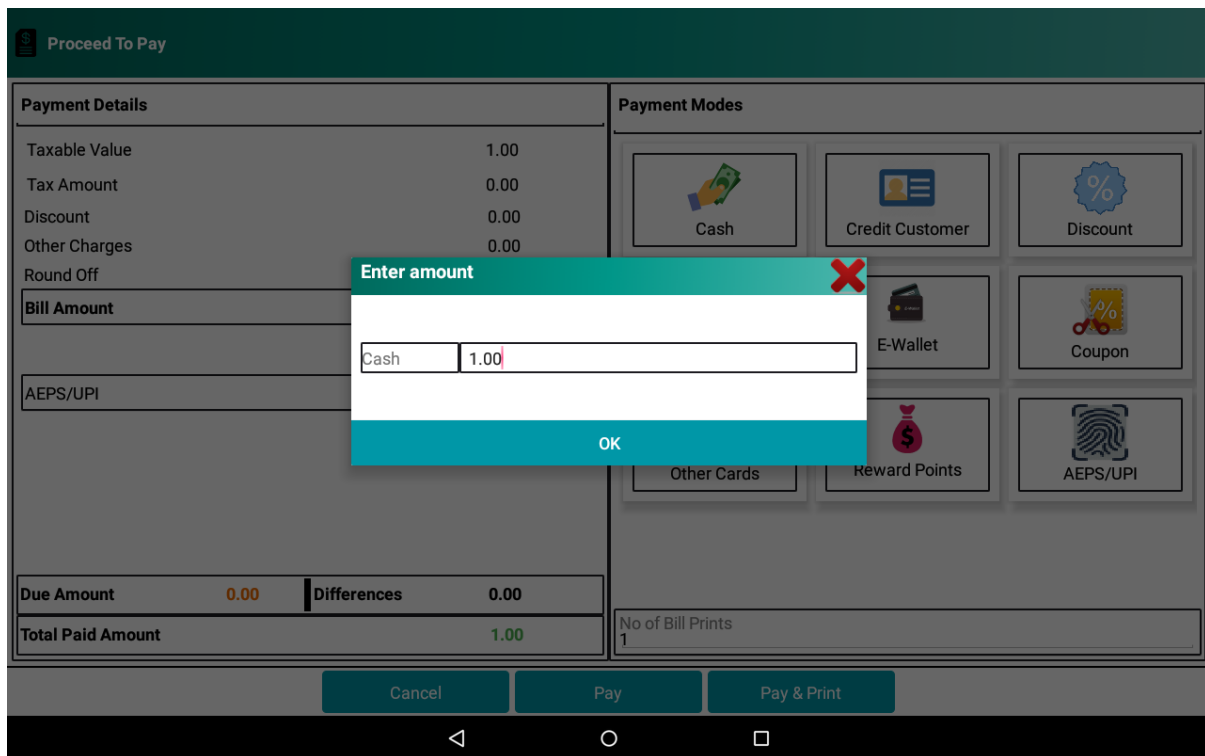 Proceed To Pay
Payment Details
Taxable Value 1.00
Tax Amount 0.00
Discount 0.00
Other Charges 0.00
Round Off
Bill Amount
AEPS/UPI
Due Amount 0.00 Differences 0.00
Total Paid Amount 1.00
Payment Modes
Cash Credit Customer Discount
E-Wallet Coupon
Other Cards Reward Points AEPS/UPI
No of Bill Prints
1
Enter amount
Cash 1.00
OK
Cancel Pay Pay & Print